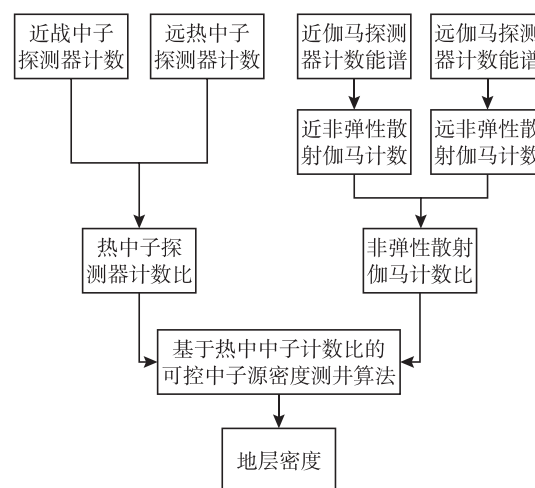 近战中子
探测器计数
远热中子
探测器计数
近伽马探测
器计数能谱
远伽马探测
器计数能谱
近非弹性散
射伽马计数
远非弹性散
射伽马计数
热中子探
测器计数比
非弹性散射
伽马计数比
基于热中中子计数比的
可控中子源密度测井算法
地层密度